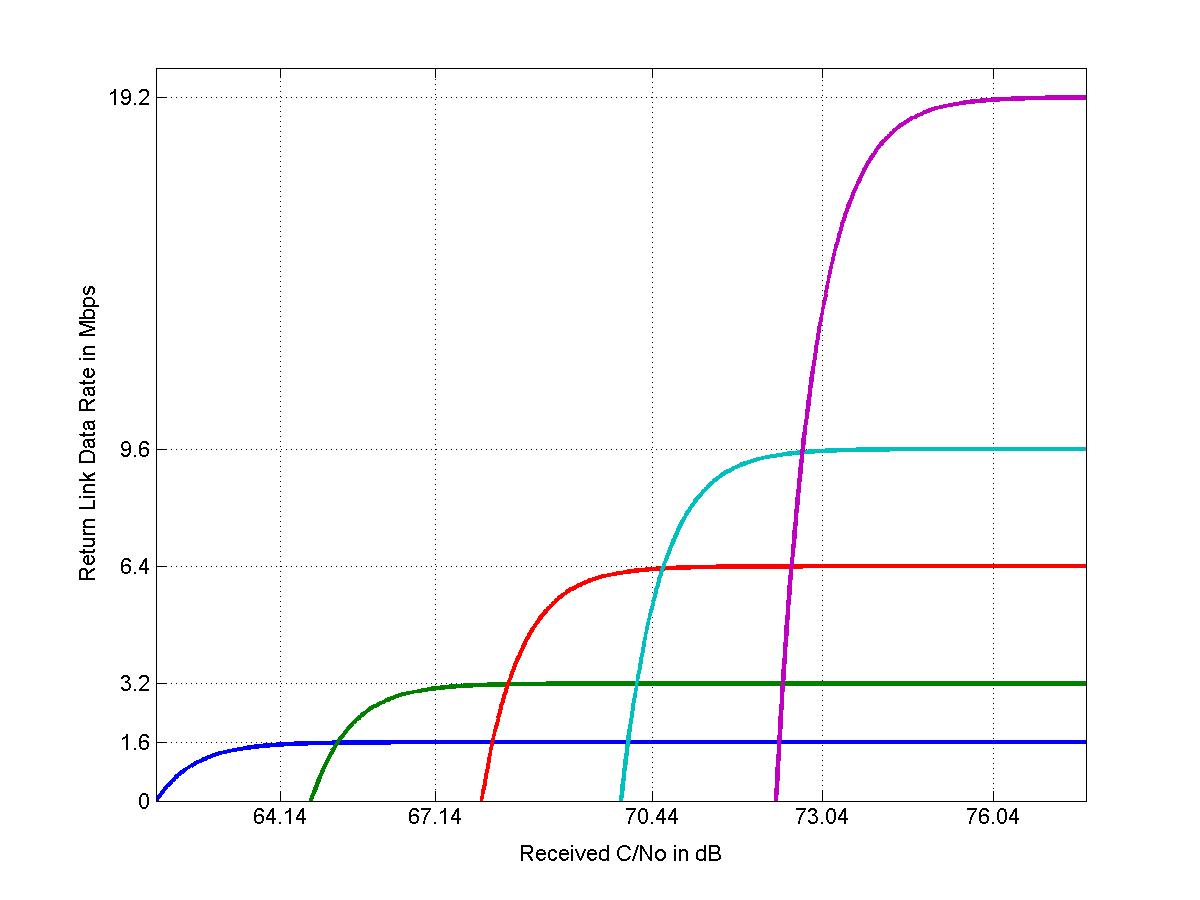 19.2
9.6
6.4
3.2
1.6
0
64.14 67.14 70.44 73.04 76.04
Received C/No in dB
Return Link Data Rate in Mbps